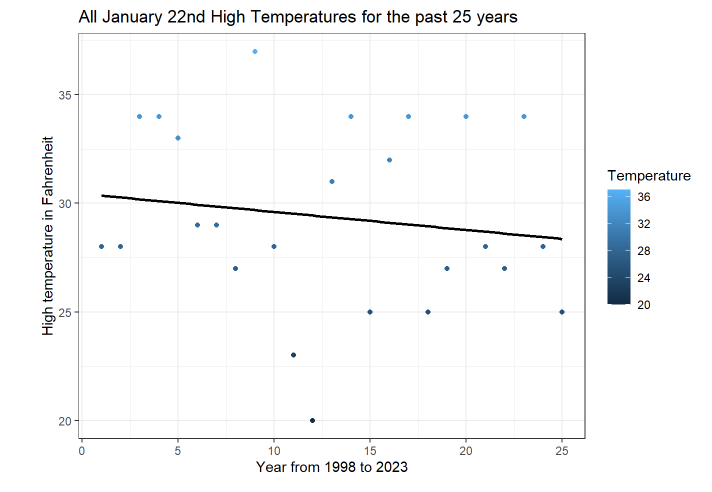 All January 22nd High Temperatures for the past 25 years
High temperature in Fahrenheit
35
30
25
20
0 5 10 15 20 25
Year from 1998 to 2023
Temperature
36
32
28
24
20